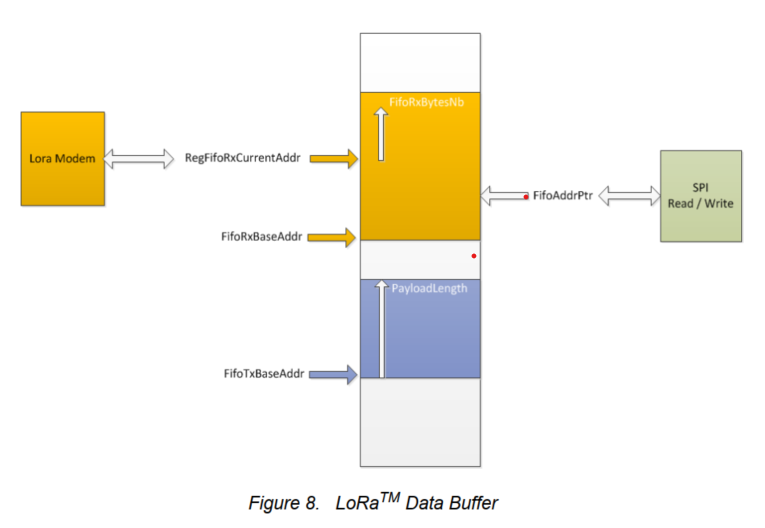 FifoRxBytesNb
Lora Modem
RegFifoRxCurrentAddr
FifoAddrPtr
SPI
Read / Write
FifoRxBaseAddr
PayloadLength
FifoTxBaseAddr
Figure 8. LoRaTM Data Buffer